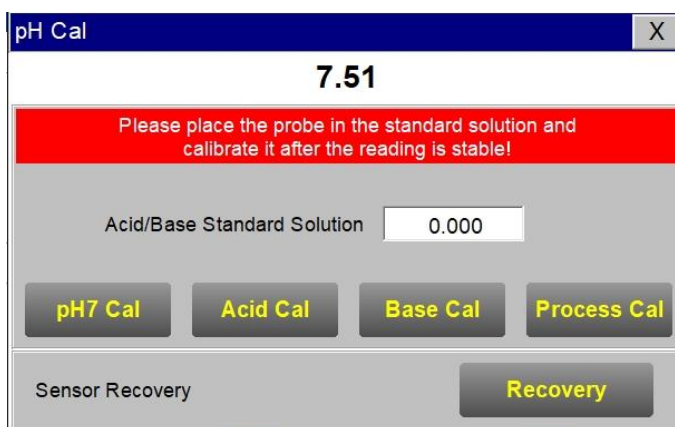 pH Cal X
7.51
Please place the probe in the standard solution and
calibrate it after the reading is stable!
Acid/Base Standard Solution 0.000
pH7 Cal Acid Cal Base Cal Process Cal
Sensor Recovery Recovery